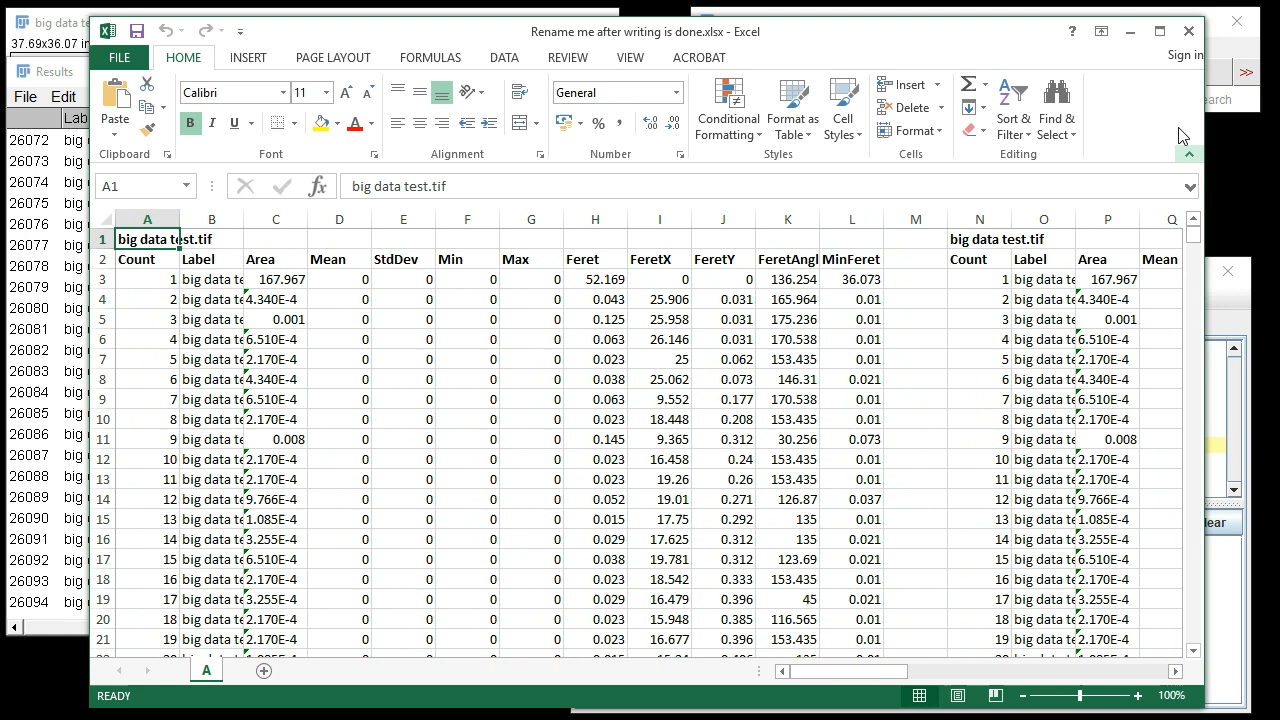 big data te
37.69x36.07 in
Results
File Edit
Lab
Rename me after writing is done.xlsx - Excel
Sign in
FILE HOME INSERT PAGE LAYOUT FORMULAS DATA REVIEW VIEW ACROBAT
Paste
Clipboard
Calibri 11
B I U
Font
Alignment
General
Number
Conditional Formatting
Format as Table
Cell Styles
Styles
Insert
Delete
Format
Cells
Sort & Filter
Find & Select
Editing
earch
A1 fx big data test.tif
A B C D E F G H I J K L M N O P Q
1 big data test.tif big data test.tif
2 Count Label Area Mean StdDev Min Max Feret FeretX FeretY FeretAngl MinFeret Count Label Area Mean
3 1 big data te 167.967 0 0 0 0 52.169 0 0 136.254 36.073 1 big data te 167.967
4 2 big data te 4.340E-4 0 0 0 0 0.043 25.906 0.031 165.964 0.01 2 big data te 4.340E-4
5 3 big data te 0.001 0 0 0 0 0.125 25.958 0.031 175.236 0.01 3 big data te 0.001
6 4 big data te 6.510E-4 0 0 0 0 0.063 26.146 0.031 170.538 0.01 4 big data te 6.510E-4
7 5 big data te 2.170E-4 0 0 0 0 0.023 25 0.062 153.435 0.01 5 big data te 2.170E-4
8 6 big data te 4.340E-4 0 0 0 0 0.038 25.062 0.073 146.31 0.021 6 big data te 4.340E-4
9 7 big data te 6.510E-4 0 0 0 0 0.063 9.552 0.177 170.538 0.01 7 big data te 6.510E-4
10 8 big data te 2.170E-4 0 0 0 0 0.023 18.448 0.208 153.435 0.01 8 big data te 2.170E-4
11 9 big data te 0.008 0 0 0 0 0.145 9.365 0.312 30.256 0.073 9 big data te 0.008
12 10 big data te 2.170E-4 0 0 0 0 0.023 16.458 0.24 153.435 0.01 10 big data te 2.170E-4
13 11 big data te 2.170E-4 0 0 0 0 0.023 19.26 0.26 153.435 0.01 11 big data te 2.170E-4
14 12 big data te 9.766E-4 0 0 0 0 0.052 19.01 0.271 126.87 0.037 12 big data te 9.766E-4
15 13 big data te 1.085E-4 0 0 0 0 0.015 17.75 0.292 135 0.01 13 big data te 1.085E-4
16 14 big data te 3.255E-4 0 0 0 0 0.029 17.625 0.312 135 0.021 14 big data te 3.255E-4
17 15 big data te 6.510E-4 0 0 0 0 0.038 19.781 0.312 123.69 0.021 15 big data te 6.510E-4
18 16 big data te 2.170E-4 0 0 0 0 0.023 18.542 0.333 153.435 0.01 16 big data te 2.170E-4
19 17 big data te 3.255E-4 0 0 0 0 0.029 16.479 0.396 45 0.021 17 big data te 3.255E-4
20 18 big data te 2.170E-4 0 0 0 0 0.023 15.948 0.385 116.565 0.01 18 big data te 2.170E-4
21 19 big data te 2.170E-4 0 0 0 0 0.023 16.677 0.396 153.435 0.01 19 big data te 2.170E-4
26072 big
26073 big
26074 big
26075 big
26076 big
26077 big
26078 big
26079 big
26080 big
26081 big
26082 big
26083 big
26084 big
26085 big
26086 big
26087 big
26088 big
26089 big
26090 big
26091 big
26092 big
26093 big
26094 big
lear
A
READY
100%